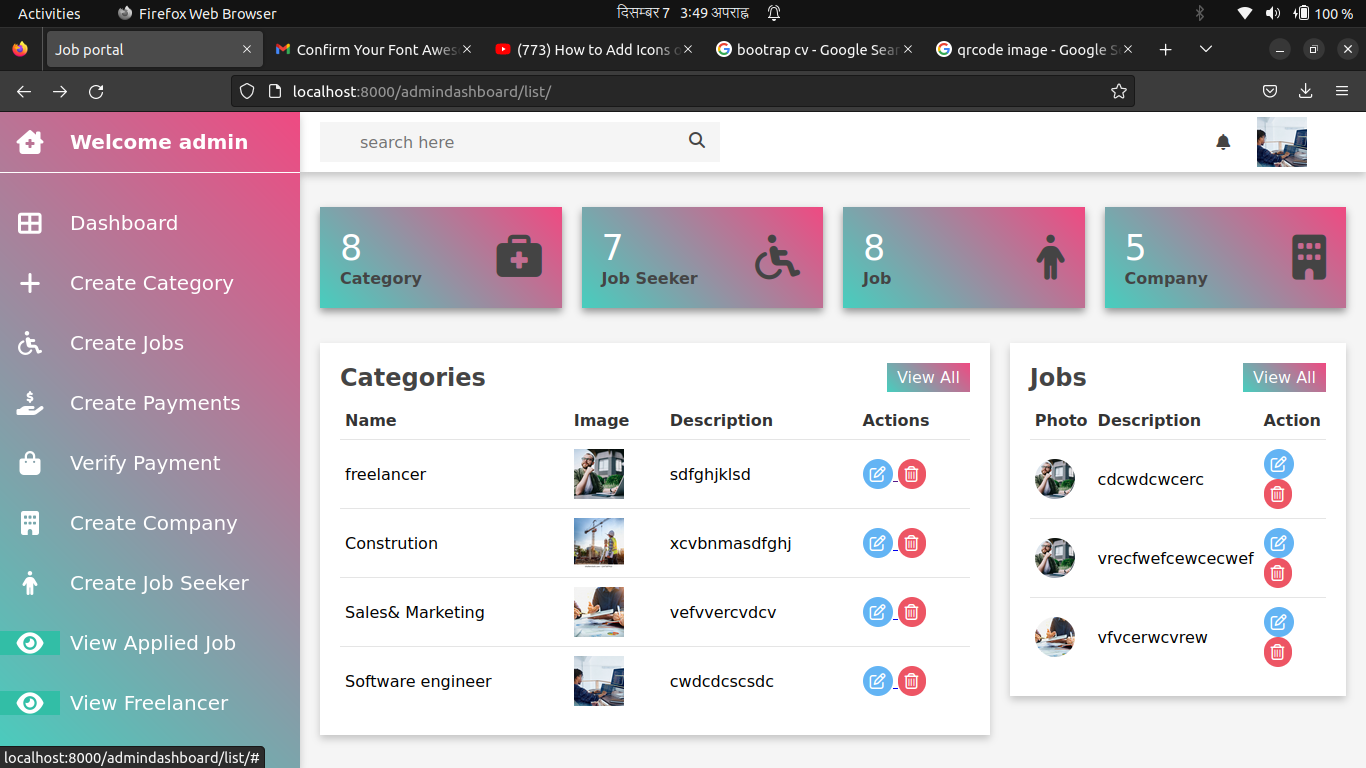 Activities Firefox Web Browser दिसम्बर 7 3:49 अपराह्न 100 %
Job portal Confirm Your Font Awes (773) How to Add Icons o bootrap cv - Google Sear qrcode image - Google S
localhost:8000/admindashboard/list/
Welcome admin
search here
Dashboard
Create Category
Create Jobs
Create Payments
Verify Payment
Create Company
Create Job Seeker
View Applied Job
View Freelancer
8
Category
7
Job Seeker
8
Job
5
Company
Categories View All
Name Image Description Actions
freelancer sdfghjklsd
Constrution xcvbnmasdfghj
Sales& Marketing vefvvercvdcv
Software engineer cwdcdcscsdc
Jobs View All
Photo Description Action
cdcwdcwcerc
vrecfwefcewcecwef
vfvcerwcvrew
localhost:8000/admindashboard/list/#